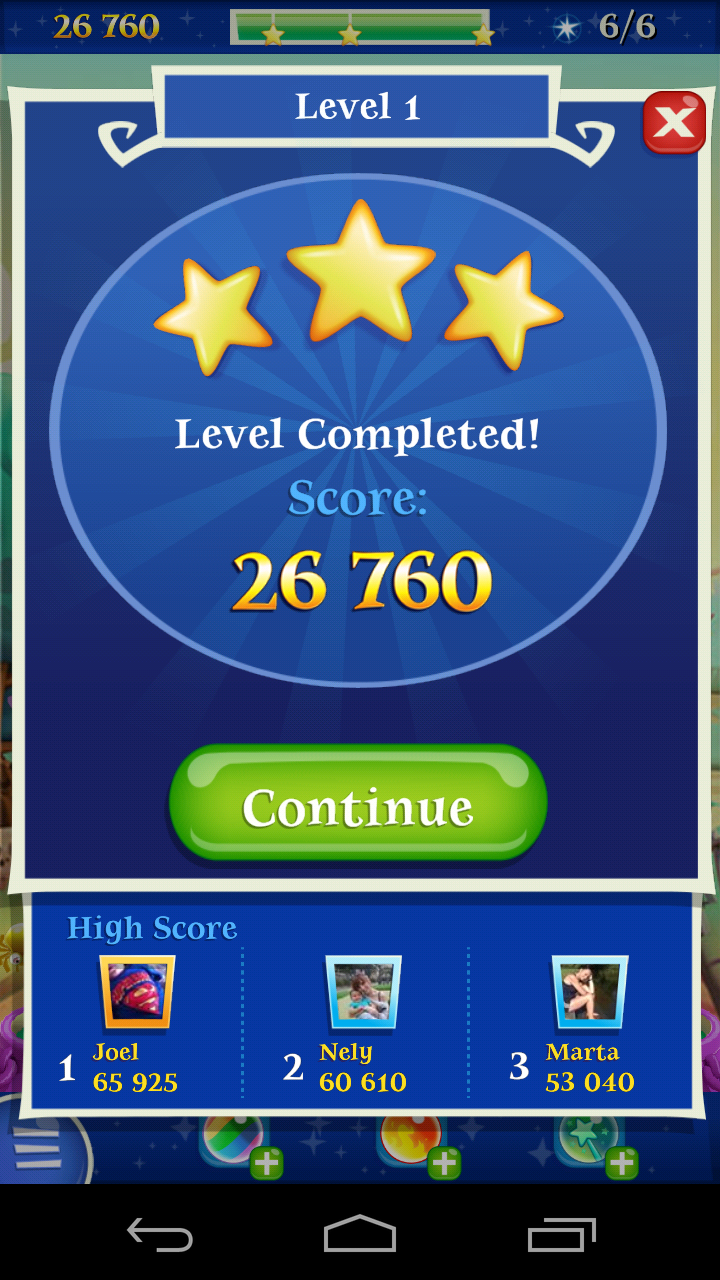 26 760
6/6
Level 1
Level Completed!
Score:
26 760
Continue
High Score
1 Joel
65 925
2 Nely
60 610
3 Marta
53 040